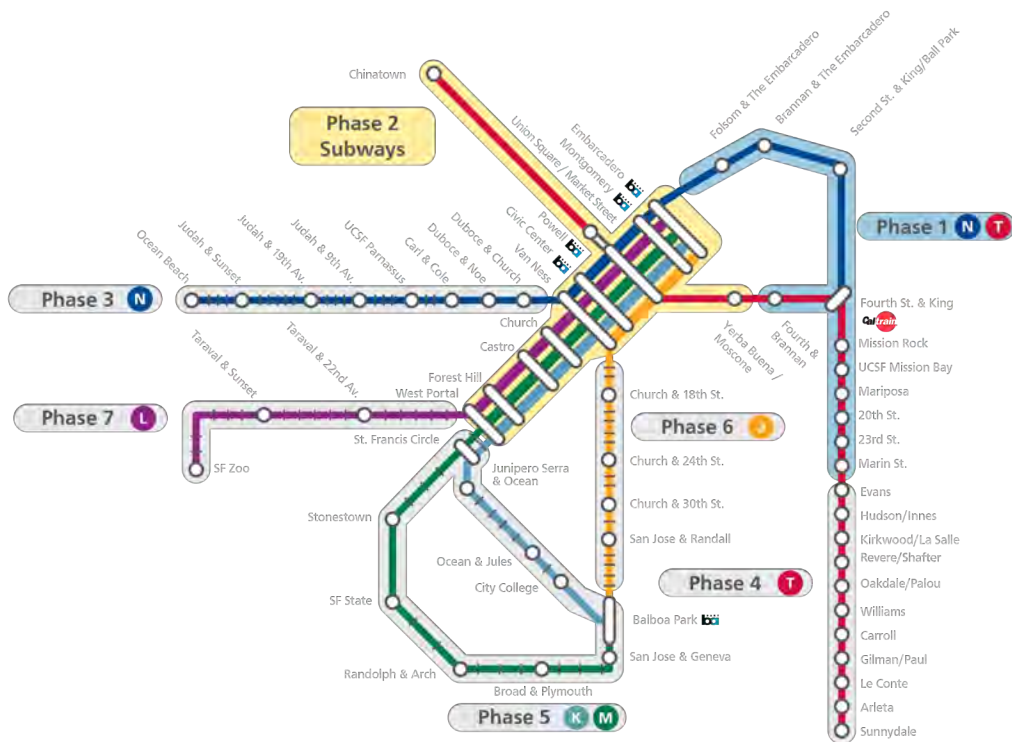 Chinatown
Phase 2
Subways
Folsom & The Embarcadero
Brannan & The Embarcadero
Second St. & King/Ball Park
Embarcadero
Montgomery
Union Square / Market Street
Powell
Civic Center
Van Ness
Phase 1 N T
Ocean Beach
Judah & Sunset
Judah & 19th Av.
Judah & 9th Av.
UCSF Parnassus
Carl & Cole
Duboce & Noe
Duboce & Church
Phase 3 N
Church
Castro
Forest Hill
West Portal
Fourth St. & King
Caltrain
Yerba Buena /
Moscone
Fourth &
Brannan
Mission Rock
UCSF Mission Bay
Mariposa
20th St.
23rd St.
Marin St.
Taraval & Sunset
Taraval & 22nd Av.
Phase 7 L
SF Zoo
St. Francis Circle
Church & 18th St.
Phase 6 J
Church & 24th St.
Church & 30th St.
San Jose & Randall
Junipero Serra
& Ocean
Stonestown
Ocean & Jules
City College
SF State
Phase 4 T
Balboa Park
San Jose & Geneva
Randolph & Arch
Broad & Plymouth
Phase 5 K M
Evans
Hudson/Innes
Kirkwood/La Salle
Revere/Shafter
Oakdale/Palou
Williams
Carroll
Gilman/Paul
Le Conte
Arleta
Sunnydale